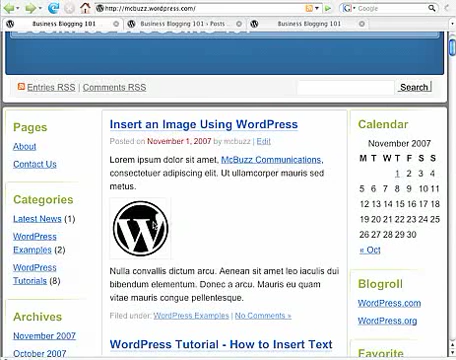 http://mcbuzz.wordpress.com/
Google
Business Blogging 101
Business Blogging 101 › Posts ...
Business Blogging 101
BUSINESS BLOGGING 101
Entries RSS | Comments RSS
Search
Pages
About
Contact Us
Categories
Latest News (1)
WordPress
Examples (2)
WordPress
Tutorials (8)
Archives
November 2007
October 2007
Insert an Image Using WordPress
Posted on November 1, 2007 by mcbuzz | Edit
Lorem ipsum dolor sit amet, McBuzz Communications,
consectetuer adipiscing elit. Ut ullamcorper mauris sed
metus.
W
Nulla convallis dictum arcu. Aenean sit amet leo iaculis dui
bibendum elementum. Donec a arcu. Mauris eu quam
vitae mauris congue pellentesque.
Filed under: WordPress Examples | No Comments »
WordPress Tutorial - How to Insert Text
Calendar
November 2007
M T W T F S S
1 2 3 4
5 6 7 8 9 10 11
12 13 14 15 16 17 18
19 20 21 22 23 24 25
26 27 28 29 30
« Oct
Blogroll
WordPress.com
WordPress.org
Favorite